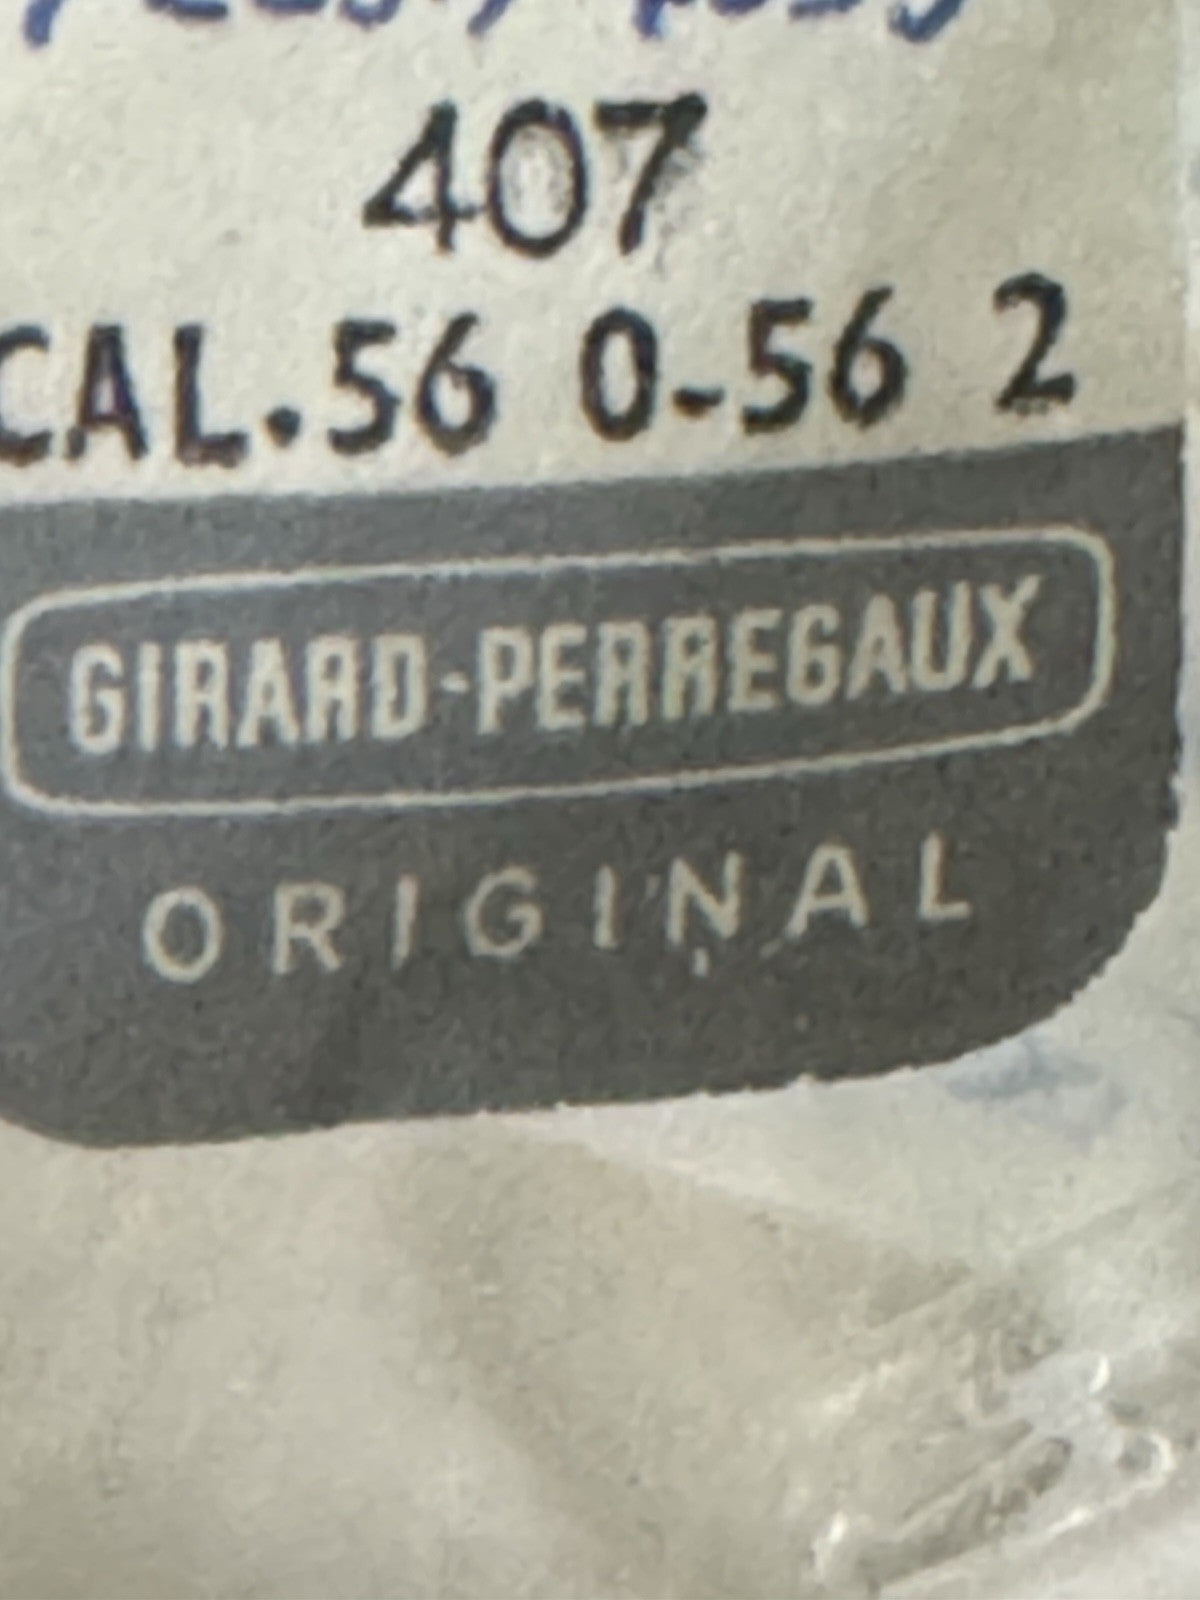 407
CAL.56 0-56 2
GIRARD-PERREGAUX
ORIGINAL